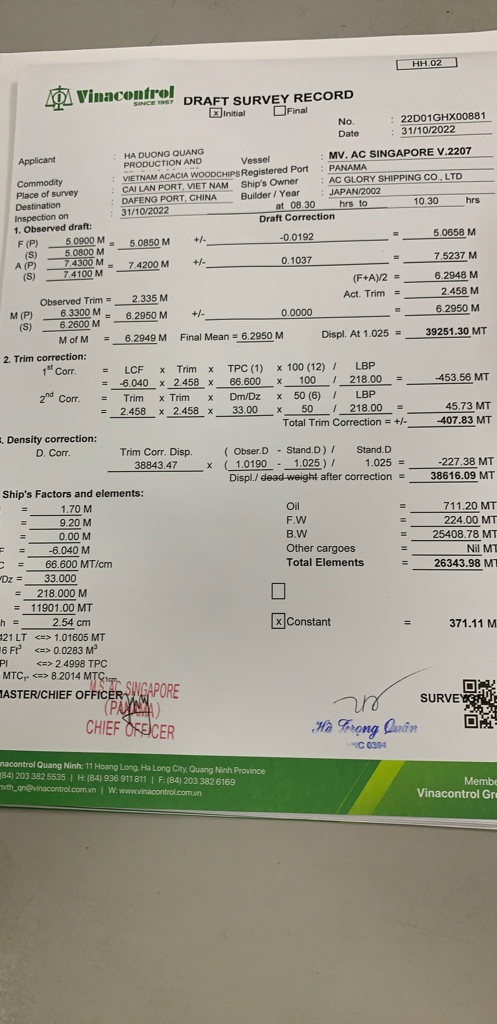 HH.02
Vinacontrol
SINCE 1957
DRAFT SURVEY RECORD
[x] Initial [ ] Final
No. : 22D01GHX00881
Date : 31/10/2022
Applicant : HA DUONG QUANG PRODUCTION AND
Vessel : MV. AC SINGAPORE V.2207
Commodity : VIETNAM ACACIA WOODCHIPS
Registered Port : PANAMA
Place of survey : CAI LAN PORT, VIET NAM
Ship's Owner : AC GLORY SHIPPING CO., LTD
Destination : DAFENG PORT, CHINA
Builder / Year : JAPAN/2002
Inspection on : 31/10/2022 at 08.30 hrs to 10.30 hrs
1. Observed draft: Draft Correction
F (P) 5.0900 M = 5.0850 M +/- -0.0192 = 5.0658 M
(S) 5.0800 M
A (P) 7.4300 M = 7.4200 M +/- 0.1037 = 7.5237 M
(S) 7.4100 M
(F+A)/2 = 6.2948 M
Observed Trim = 2.335 M Act. Trim = 2.458 M
M (P) 6.3300 M = 6.2950 M +/- 0.0000 = 6.2950 M
(S) 6.2600 M
M of M = 6.2949 M Final Mean = 6.2950 M Displ. At 1.025 : 39251.30 MT
2. Trim correction:
1st Corr. = LCF x Trim x TPC (1) x 100 (12) / LBP
= -6.040 x 2.458 x 66.600 x 100 / 218.00 = -453.56 MT
2nd Corr. = Trim x Trim x Dm/Dz x 50 (6) / LBP
= 2.458 x 2.458 x 33.00 x 50 / 218.00 = 45.73 MT
Total Trim Correction = +/- -407.83 MT
. Density correction:
D. Corr. Trim Corr. Disp. ( Obser.D - Stand.D ) / Stand.D
38843.47 x ( 1.0190 - 1.025 ) / 1.025 = -227.38 MT
Displ./ dead weight after correction = 38616.09 MT
Ship's Factors and elements:
= 1.70 M Oil = 711.20 MT
= 9.20 M F.W = 224.00 MT
= 0.00 M B.W = 25408.78 MT
F = -6.040 M Other cargoes = Nil MT
C = 66.600 MT/cm Total Elements = 26343.98 MT
/Dz = 33.000
= 218.000 M
= 11901.00 MT
h = 2.54 cm [x] Constant = 371.11 M
421 LT <=> 1.01605 MT
6 Ft³ <=> 0.0283 M³
PI <=> 2.4998 TPC
MTC1" <=> 8.2014 MTC1cm
MASTER/CHIEF OFFICER
M.S. AC SINGAPORE
(PANAMA)
CHIEF OFFICER
SURVEYOR
Hà Trọng Quân
VNC 0394
nacontrol Quang Ninh: 11 Hoang Long, Ha Long City, Quang Ninh Province
(84) 203 382 5535 | H: (84) 936 911 811 | F: (84) 203 382 6169
nvth_qn@vinacontrol.com.vn | W: www.vinacontrol.com.vn
Membe
Vinacontrol Gr